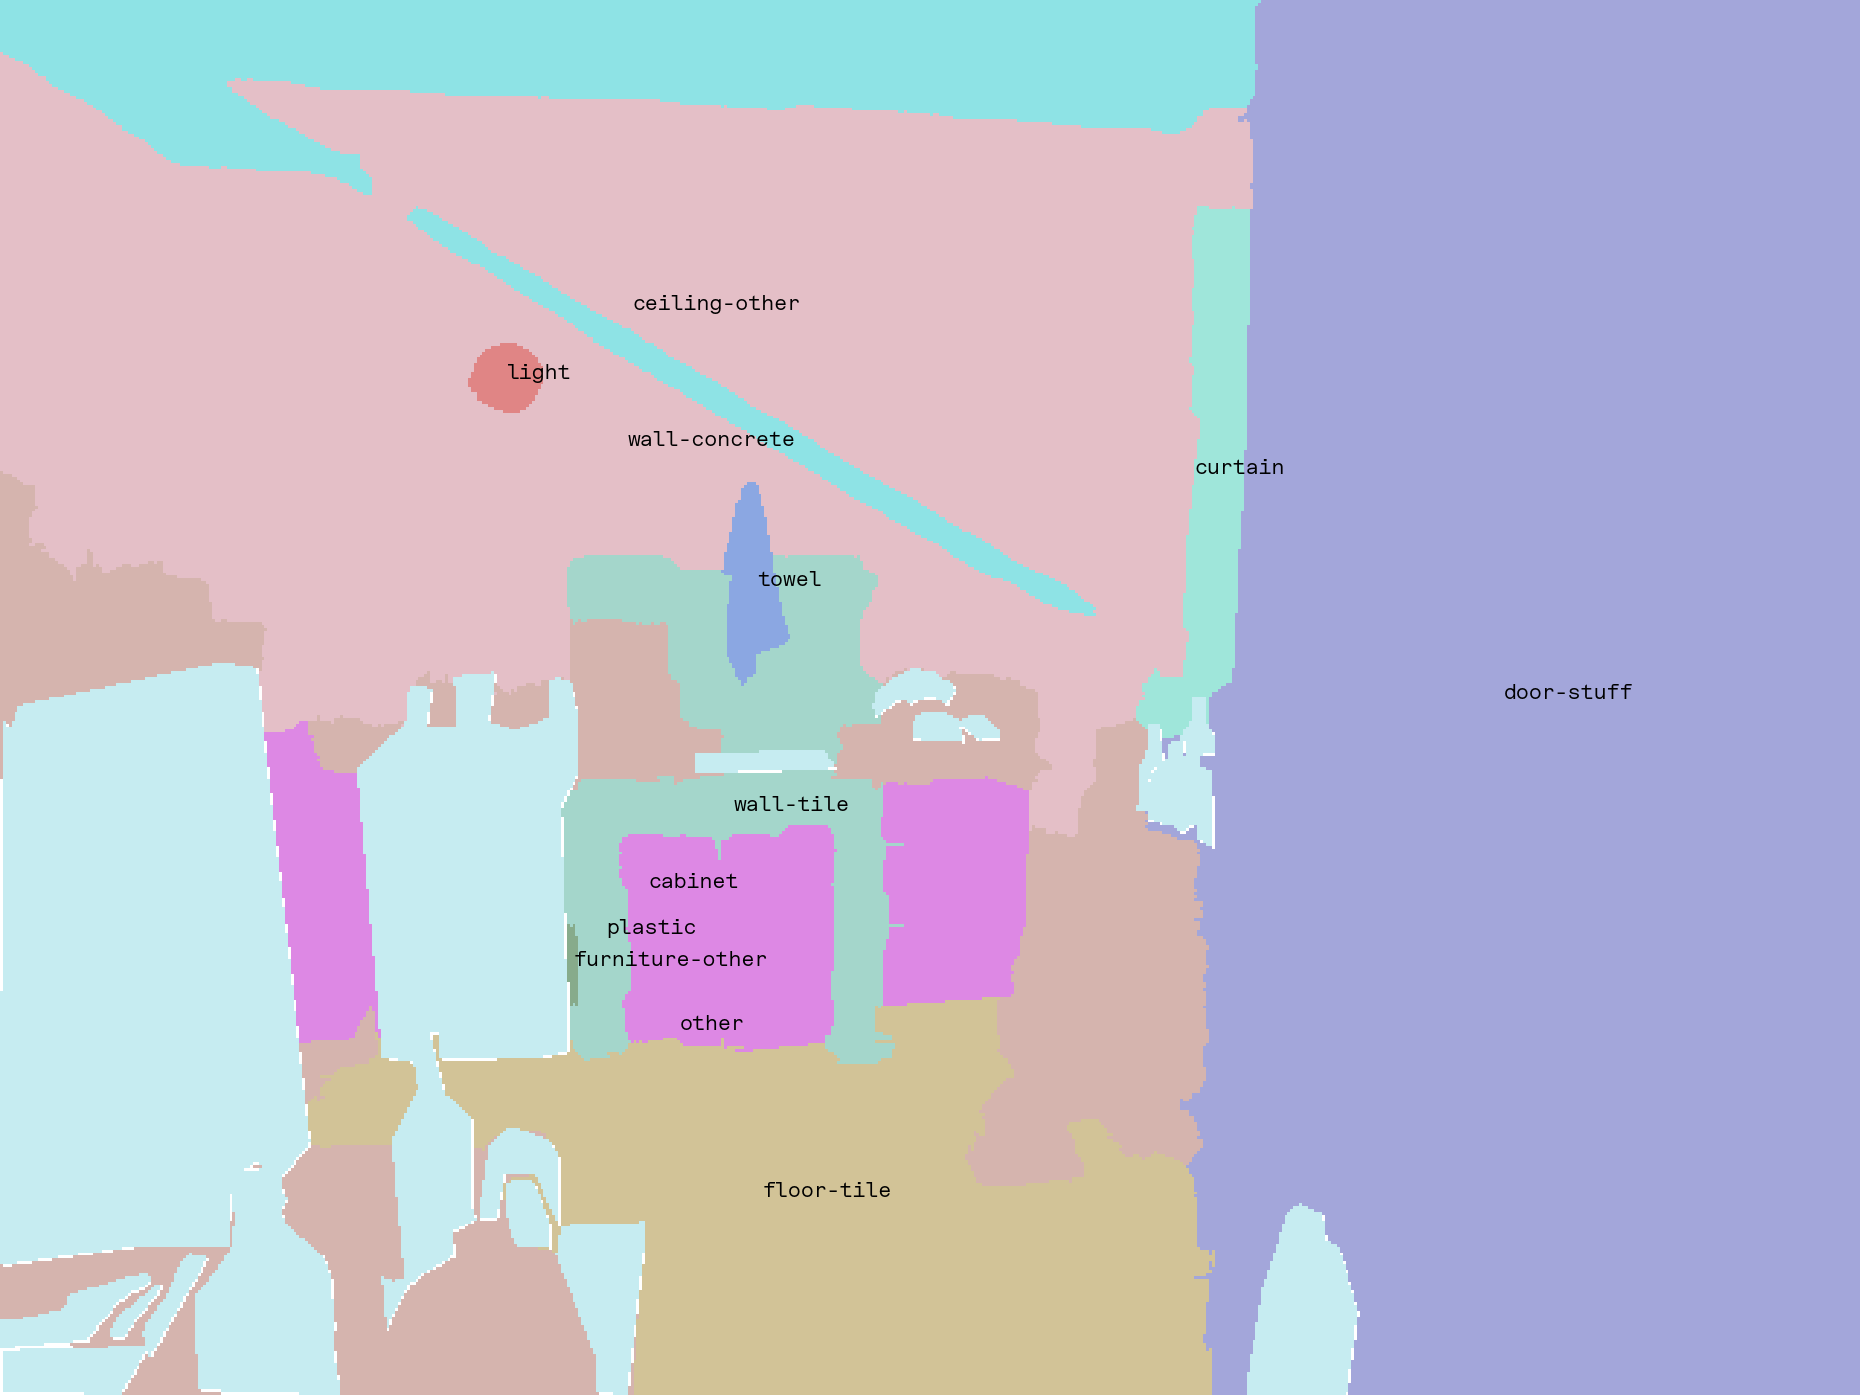 ceiling-other
light
wall-concrete
curtain
towel
door-stuff
wall-tile
cabinet
plastic
furniture-other
other
floor-tile